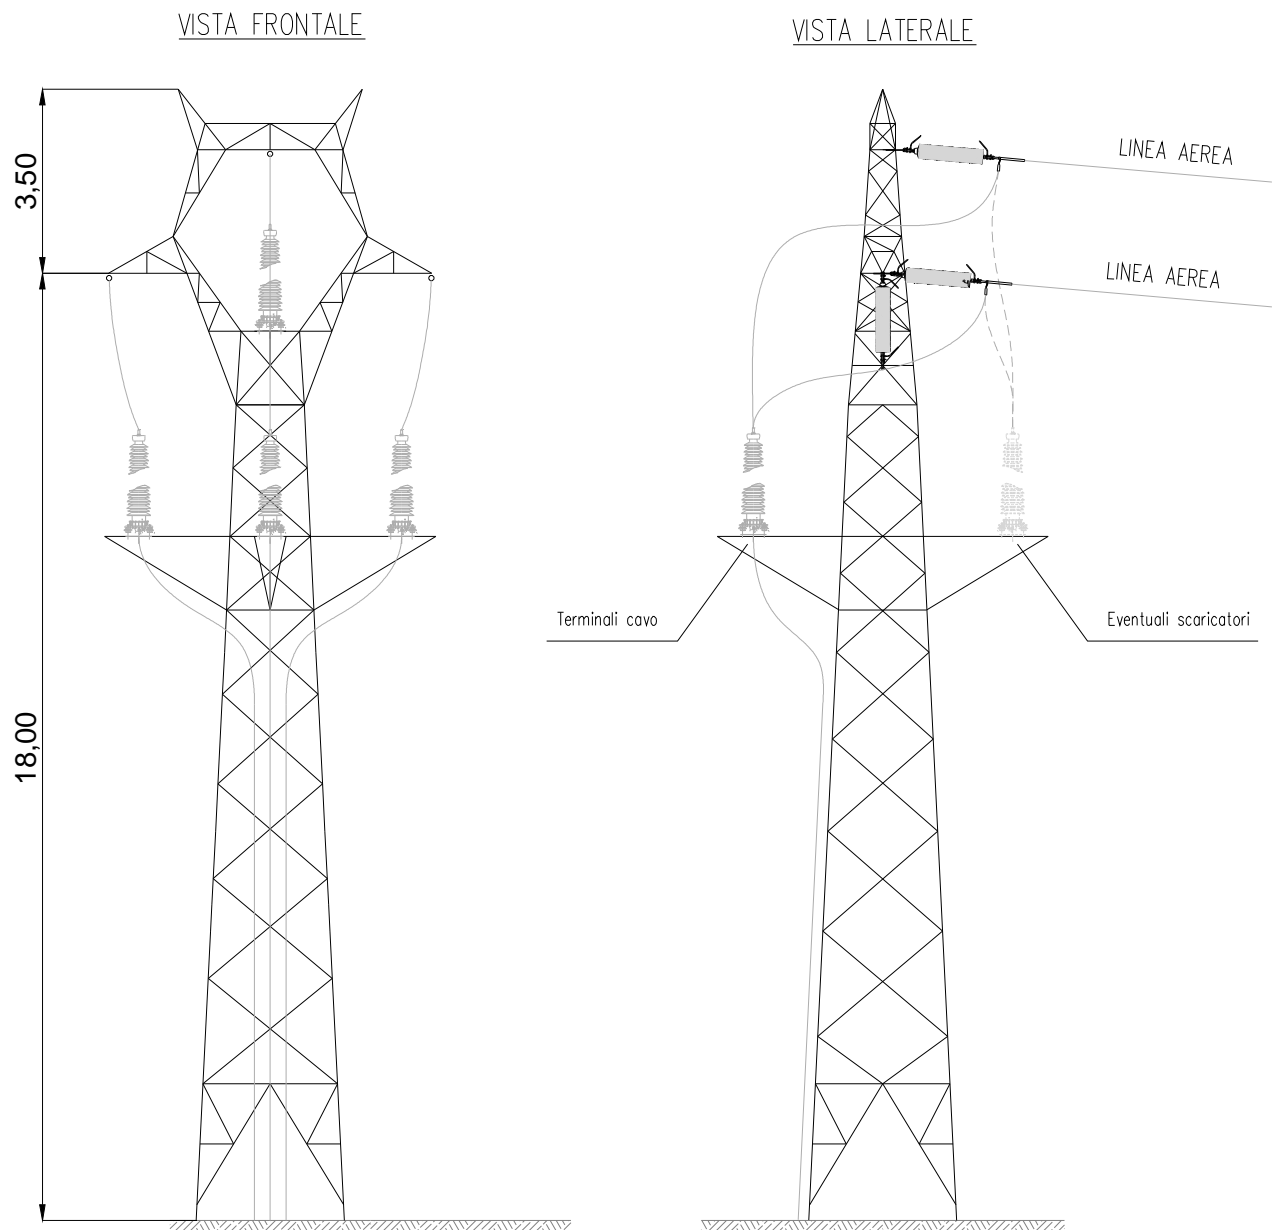 VISTA FRONTALE
VISTA LATERALE
3,50
LINEA AEREA
LINEA AEREA
Terminali cavo
Eventuali scaricatori
18,00